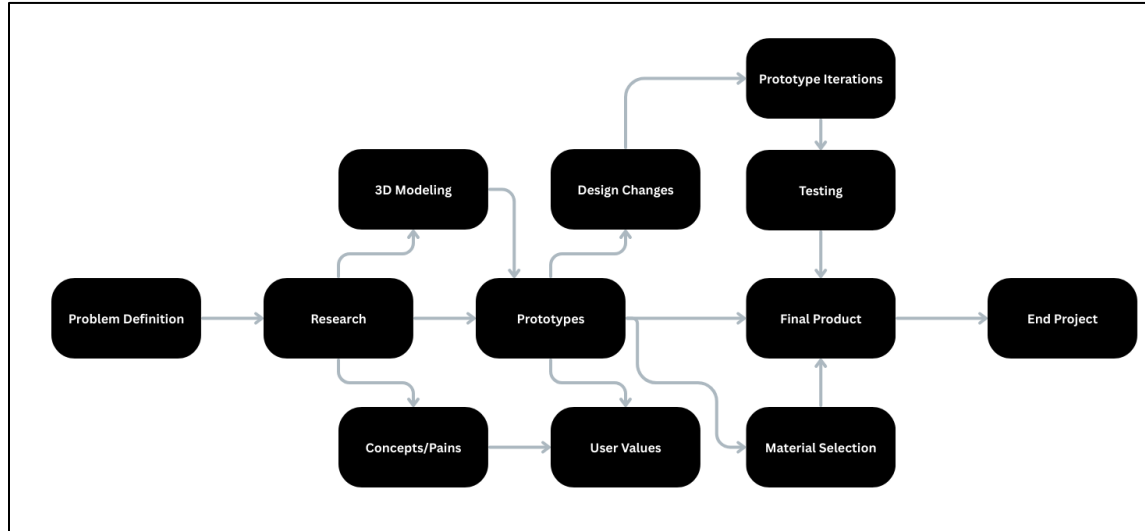 Prototype Iterations
3D Modeling
Design Changes
Testing
Problem Definition
Research
Prototypes
Final Product
End Project
Concepts/Pains
User Values
Material Selection